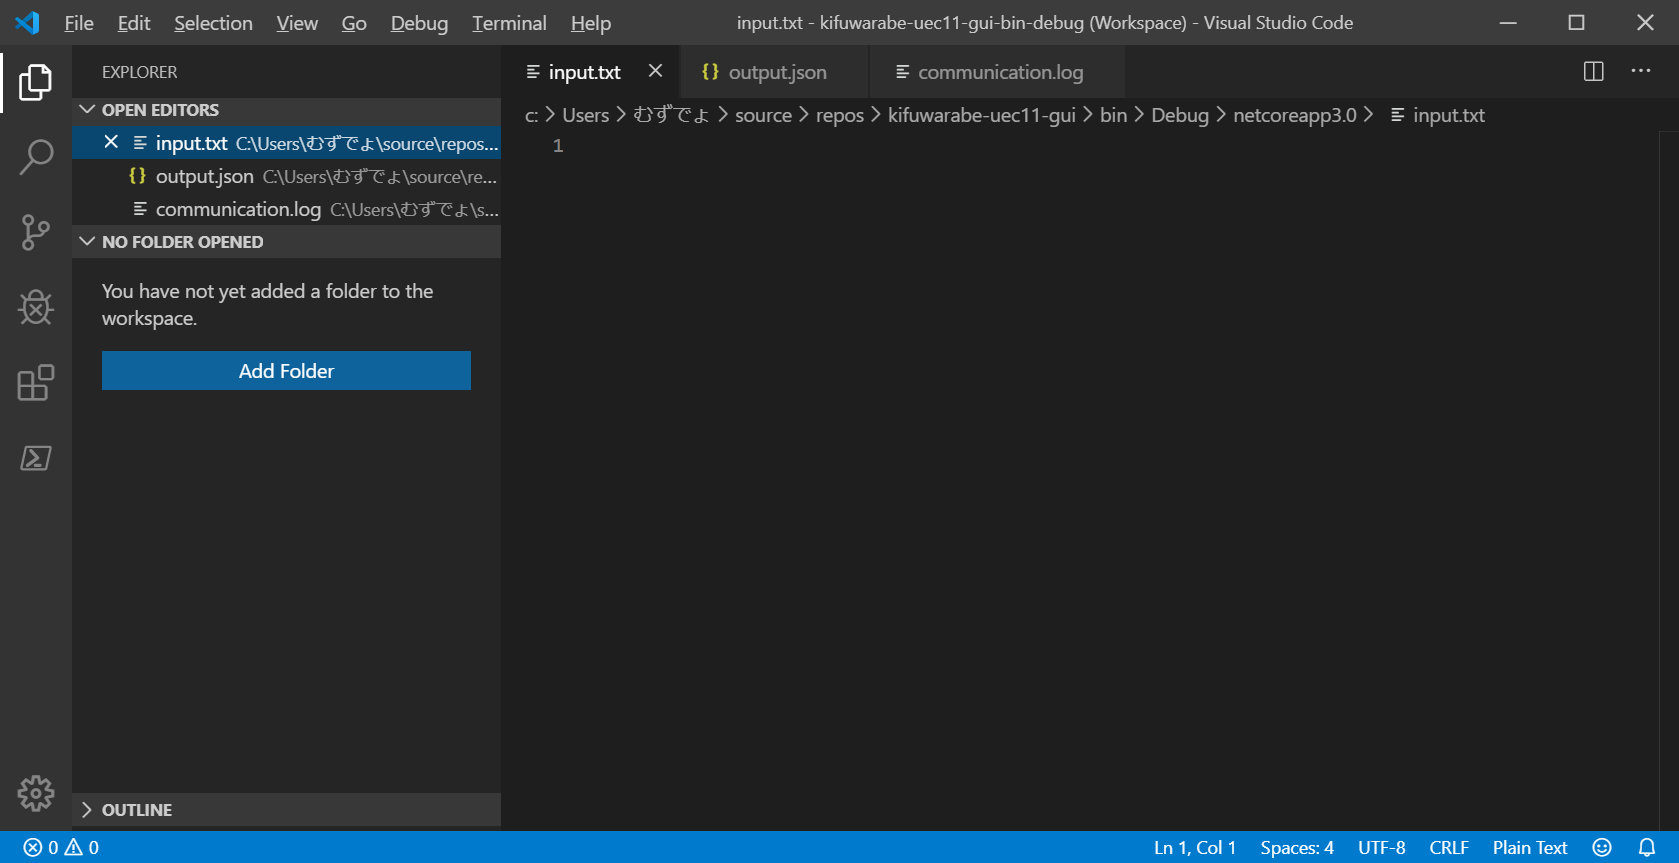 File Edit Selection View Go Debug Terminal Help
input.txt - kifuwarabe-uec11-gui-bin-debug (Workspace) - Visual Studio Code
EXPLORER
OPEN EDITORS
input.txt C:\Users\むずでょ\source\repos...
output.json C:\Users\むずでょ\source\re...
communication.log C:\Users\むずでょ\s...
NO FOLDER OPENED
You have not yet added a folder to the
workspace.
Add Folder
OUTLINE
input.txt
output.json
communication.log
c: > Users > むずでょ > source > repos > kifuwarabe-uec11-gui > bin > Debug > netcoreapp3.0 > input.txt
1
0 0
Ln 1, Col 1 Spaces: 4 UTF-8 CRLF Plain Text